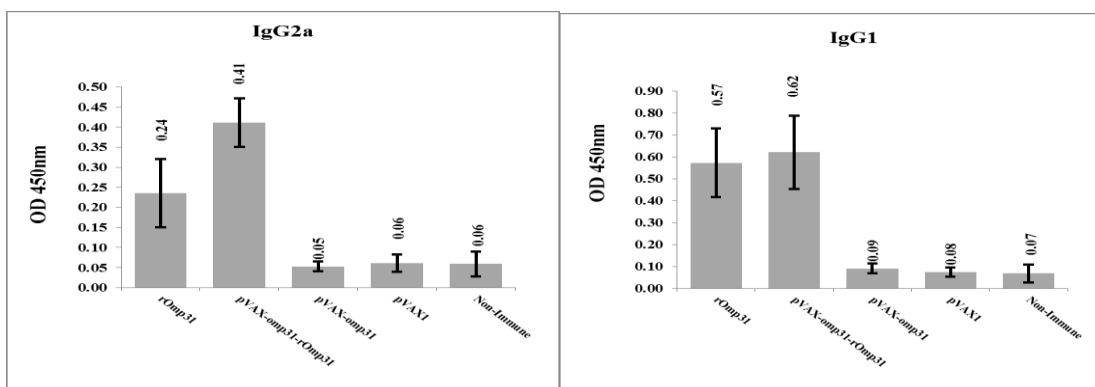 IgG2a
OD 450nm
0.50
0.45
0.40
0.35
0.30
0.25
0.20
0.15
0.10
0.05
0.00
0.24
0.41
0.05
0.06
0.06
rOmp31
pVAX-omp31-rOmp31
pVAX-omp31
pVAX1
Non-Immune
IgG1
OD 450nm
0.90
0.80
0.70
0.60
0.50
0.40
0.30
0.20
0.10
0.00
0.57
0.62
0.09
0.08
0.07
rOmp31
pVAX-omp31-rOmp31
pVAX-omp31
pVAX1
Non-Immune